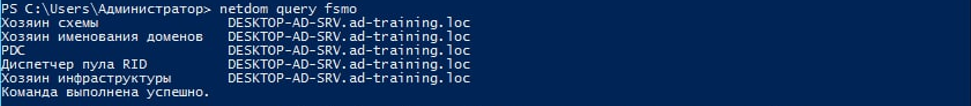 PS C:\Users\Администратор> netdom query fsmo
Хозяин схемы DESKTOP-AD-SRV.ad-training.loc
Хозяин именования доменов DESKTOP-AD-SRV.ad-training.loc
PDC DESKTOP-AD-SRV.ad-training.loc
Диспетчер пула RID DESKTOP-AD-SRV.ad-training.loc
Хозяин инфраструктуры DESKTOP-AD-SRV.ad-training.loc
Команда выполнена успешно.